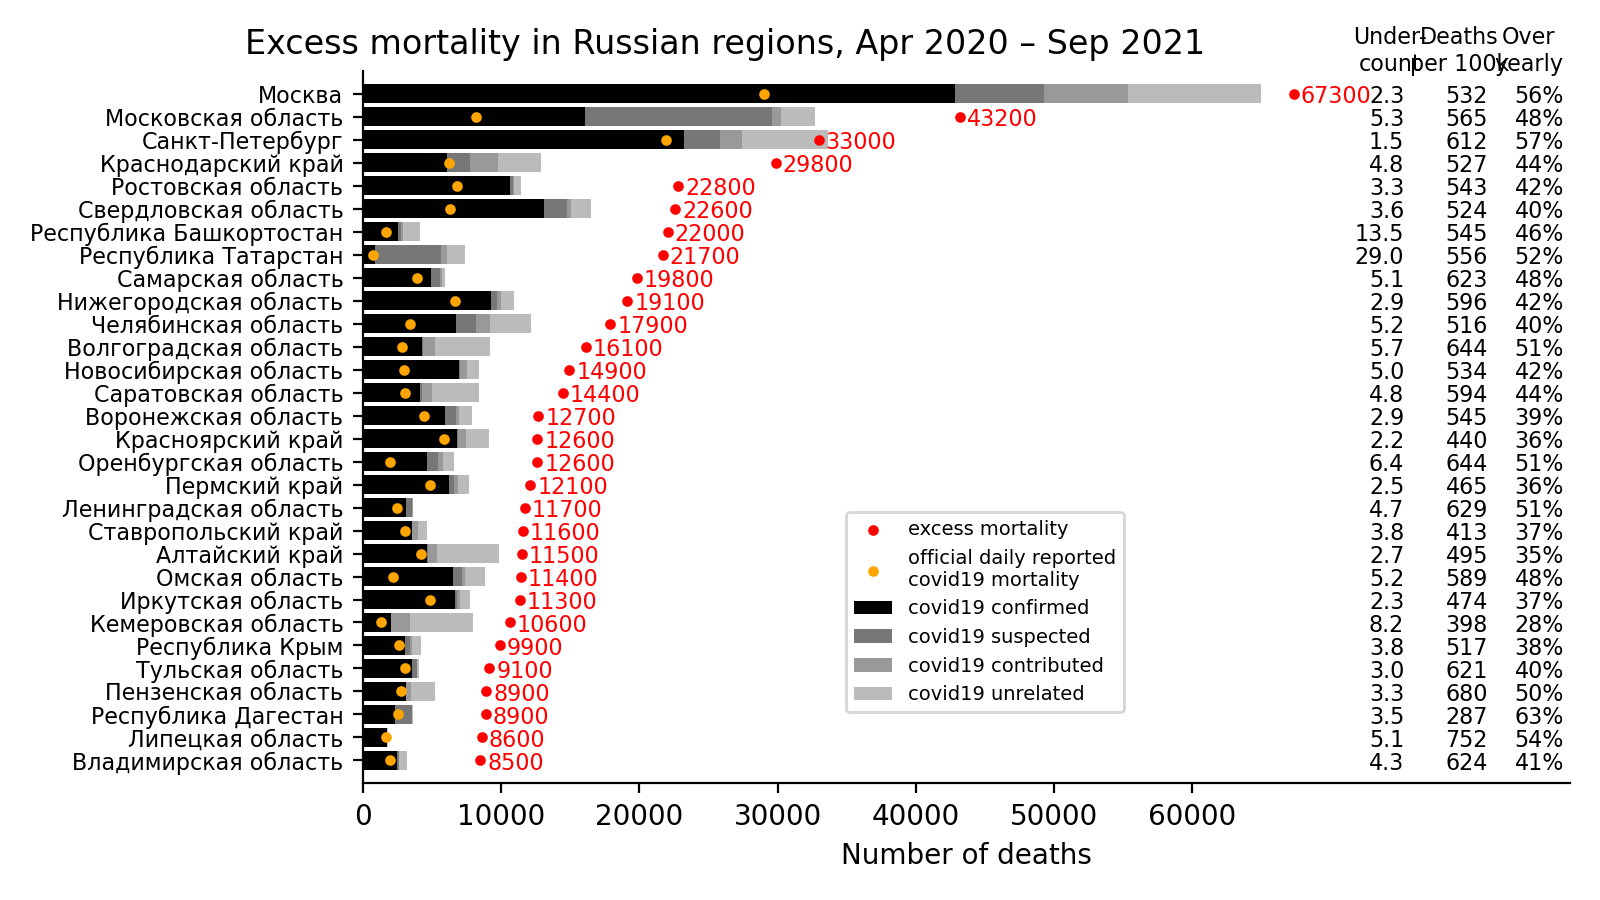 Excess mortality in Russian regions, Apr 2020 – Sep 2021
Under- Deaths Over
count per 100k yearly
Москва 67300 2.3 532 56%
Московская область 43200 5.3 565 48%
Санкт-Петербург 33000 1.5 612 57%
Краснодарский край 29800 4.8 527 44%
Ростовская область 22800 3.3 543 42%
Свердловская область 22600 3.6 524 40%
Республика Башкортостан 22000 13.5 545 46%
Республика Татарстан 21700 29.0 556 52%
Самарская область 19800 5.1 623 48%
Нижегородская область 19100 2.9 596 42%
Челябинская область 17900 5.2 516 40%
Волгоградская область 16100 5.7 644 51%
Новосибирская область 14900 5.0 534 42%
Саратовская область 14400 4.8 594 44%
Воронежская область 12700 2.9 545 39%
Красноярский край 12600 2.2 440 36%
Оренбургская область 12600 6.4 644 51%
Пермский край 12100 2.5 465 36%
Ленинградская область 11700 4.7 629 51%
Ставропольский край 11600 3.8 413 37%
Алтайский край 11500 2.7 495 35%
Омская область 11400 5.2 589 48%
Иркутская область 11300 2.3 474 37%
Кемеровская область 10600 8.2 398 28%
Республика Крым 9900 3.8 517 38%
Тульская область 9100 3.0 621 40%
Пензенская область 8900 3.3 680 50%
Республика Дагестан 8900 3.5 287 63%
Липецкая область 8600 5.1 752 54%
Владимирская область 8500 4.3 624 41%
excess mortality
official daily reported
covid19 mortality
covid19 confirmed
covid19 suspected
covid19 contributed
covid19 unrelated
0 10000 20000 30000 40000 50000 60000
Number of deaths